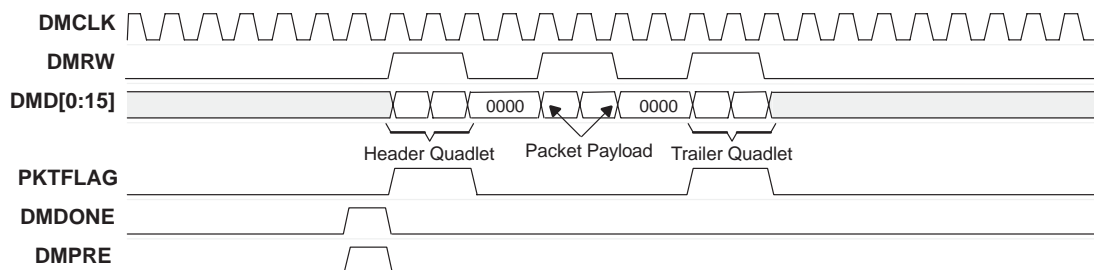 DMCLK
DMRW
DMD[0:15]
0000 0000
Header Quadlet Packet Payload Trailer Quadlet
PKTFLAG
DMDONE
DMPRE